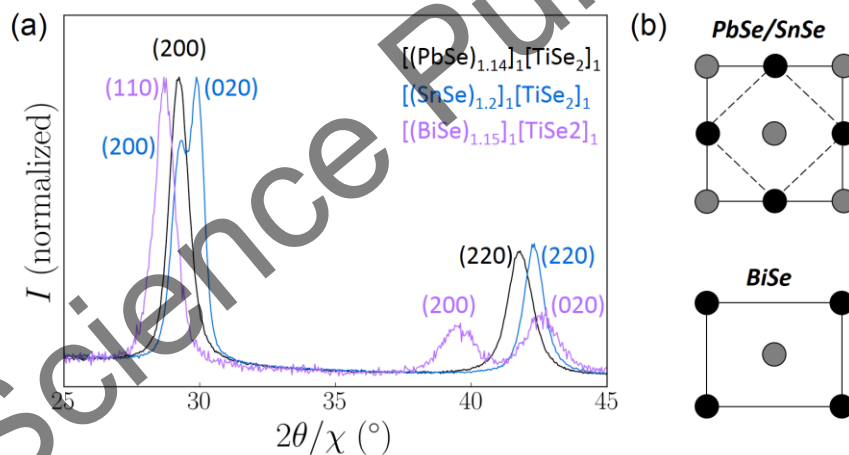 (a)
(200)
(110)
(020)
(200)
[(PbSe)1.14]1[TiSe2]1
[(SnSe)1.2]1[TiSe2]1
[(BiSe)1.15]1[TiSe2]1
(220)
(220)
(200)
(020)
I (normalized)
25 30 35 40 45
2θ/χ (°)
(b)
PbSe/SnSe
BiSe
Science Pu